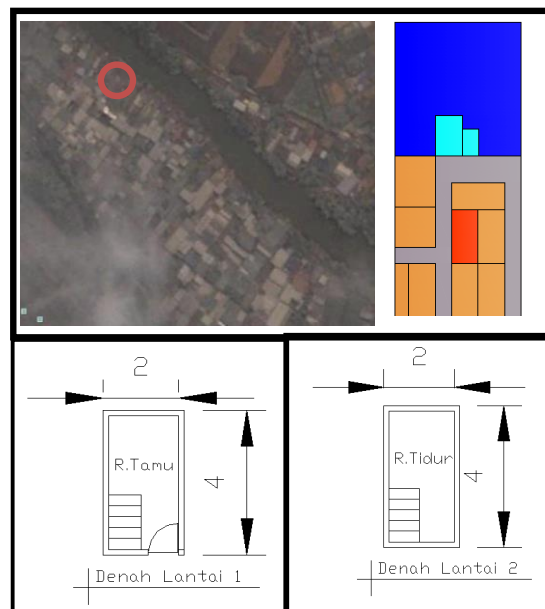 2
R.Tamu
4
Denah Lantai 1
2
R.Tidur
4
Denah Lantai 2